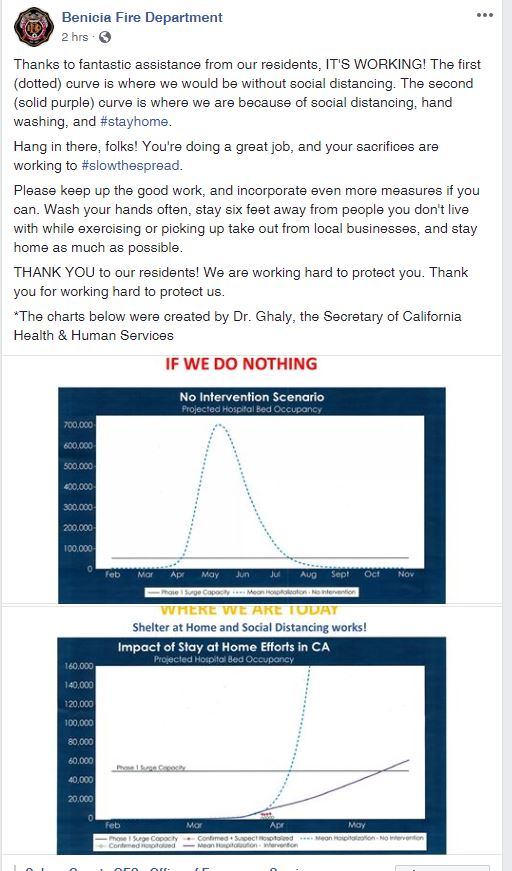 Benicia Fire Department
2 hrs ·
Thanks to fantastic assistance from our residents, IT'S WORKING! The first
(dotted) curve is where we would be without social distancing. The second
(solid purple) curve is where we are because of social distancing, hand
washing, and #stayhome.
Hang in there, folks! You're doing a great job, and your sacrifices are
working to #slowthespread.
Please keep up the good work, and incorporate even more measures if you
can. Wash your hands often, stay six feet away from people you don't live
with while exercising or picking up take out from local businesses, and stay
home as much as possible.
THANK YOU to our residents! We are working hard to protect you. Thank
you for working hard to protect us.
*The charts below were created by Dr. Ghaly, the Secretary of California
Health & Human Services
IF WE DO NOTHING
No Intervention Scenario
Projected Hospital Bed Occupancy
700,000
600,000
500,000
400,000
300,000
200,000
100,000
0
Feb Mar Apr May Jun Jul Aug Sept Oct Nov
Phase 1 Surge Capacity Mean Hospitalization - No Intervention
WHERE WE ARE TODAY
Shelter at Home and Social Distancing works!
Impact of Stay at Home Efforts in CA
Projected Hospital Bed Occupancy
160,000
140,000
120,000
100,000
80,000
60,000
Phase 1 Surge Capacity
40,000
20,000
0
Feb Mar Apr May
Phase 1 Surge Capacity Confirmed + Suspect Hospitalized Mean Hospitalization - No Intervention
Confirmed Hospitalized Mean Hospitalization - Intervention